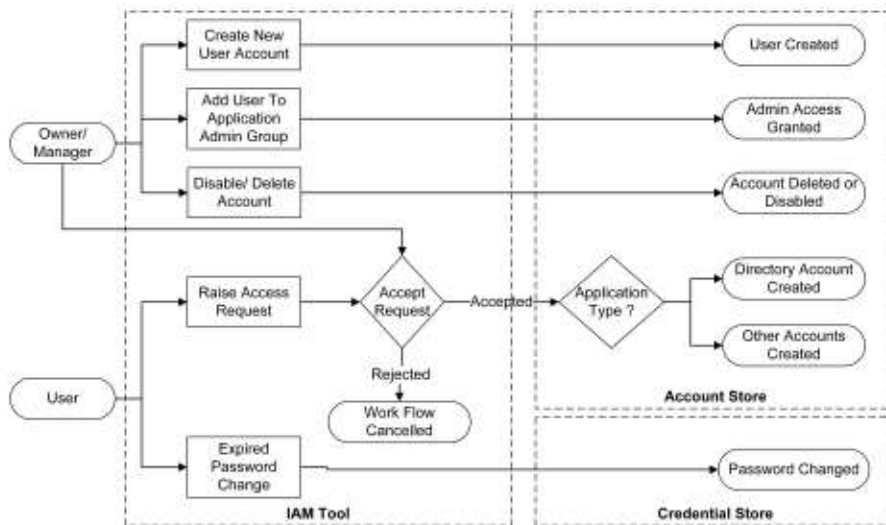 Create New
User Account
User Created
Add User To
Application
Admin Group
Admin Access
Granted
Owner/
Manager
Disable/ Delete
Account
Account Deleted or
Disabled
Raise Access
Request
Accept
Request
Accepted
Application
Type ?
Directory Account
Created
Other Accounts
Created
Rejected
Account Store
User
Work Flow
Cancelled
Expired
Password
Change
Password Changed
IAM Tool
Credential Store